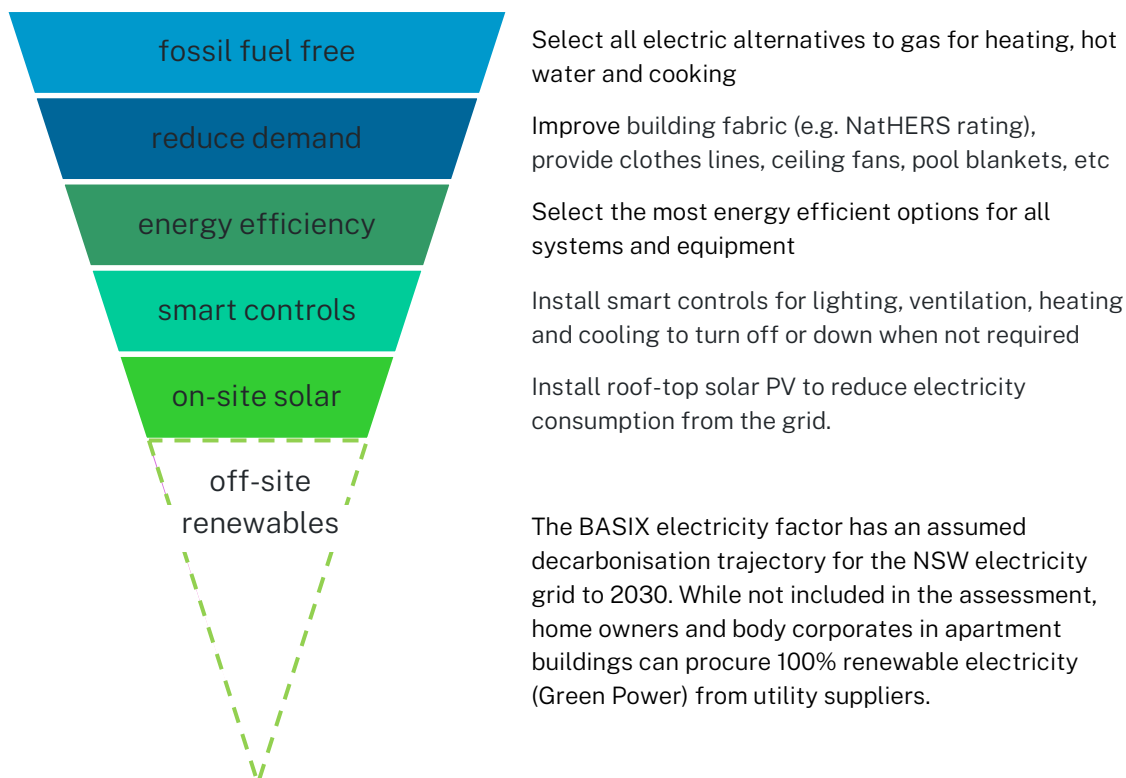 fossil fuel free
Select all electric alternatives to gas for heating, hot
water and cooking
reduce demand
Improve building fabric (e.g. NatHERS rating),
provide clothes lines, ceiling fans, pool blankets, etc
energy efficiency
Select the most energy efficient options for all
systems and equipment
smart controls
Install smart controls for lighting, ventilation, heating
and cooling to turn off or down when not required
on-site solar
Install roof-top solar PV to reduce electricity
consumption from the grid.
off-site
renewables
The BASIX electricity factor has an assumed
decarbonisation trajectory for the NSW electricity
grid to 2030. While not included in the assessment,
home owners and body corporates in apartment
buildings can procure 100% renewable electricity
(Green Power) from utility suppliers.